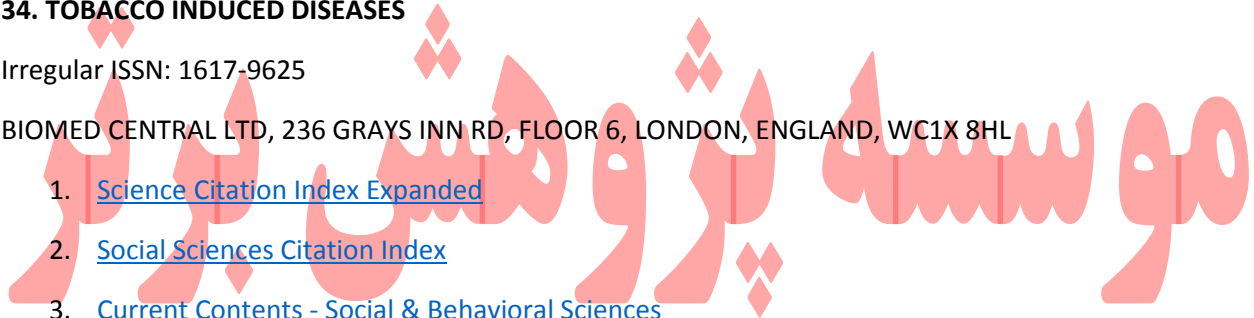 34. TOBACCO INDUCED DISEASES
Irregular ISSN: 1617-9625
BIOMED CENTRAL LTD, 236 GRAYS INN RD, FLOOR 6, LONDON, ENGLAND, WC1X 8HL
1. Science Citation Index Expanded
2. Social Sciences Citation Index
3. Current Contents - Social & Behavioral Sciences
موسسه پژوهش برتر